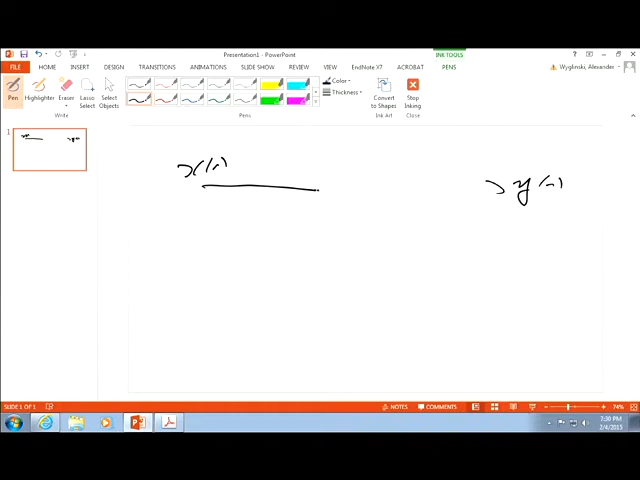 Presentation1 - PowerPoint
INK TOOLS
FILE HOME INSERT DESIGN TRANSITIONS ANIMATIONS SLIDE SHOW REVIEW VIEW EndNote X7 ACROBAT PENS
Wyglinski, Alexander
Pen Highlighter Eraser Lasso Select Select Objects
Color
Thickness
Convert to Shapes
Stop Inking
Write Pens Ink Art Close
1
x(n)
y(n)
SLIDE 1 OF 1
NOTES COMMENTS 74%
7:30 PM
2/4/2015